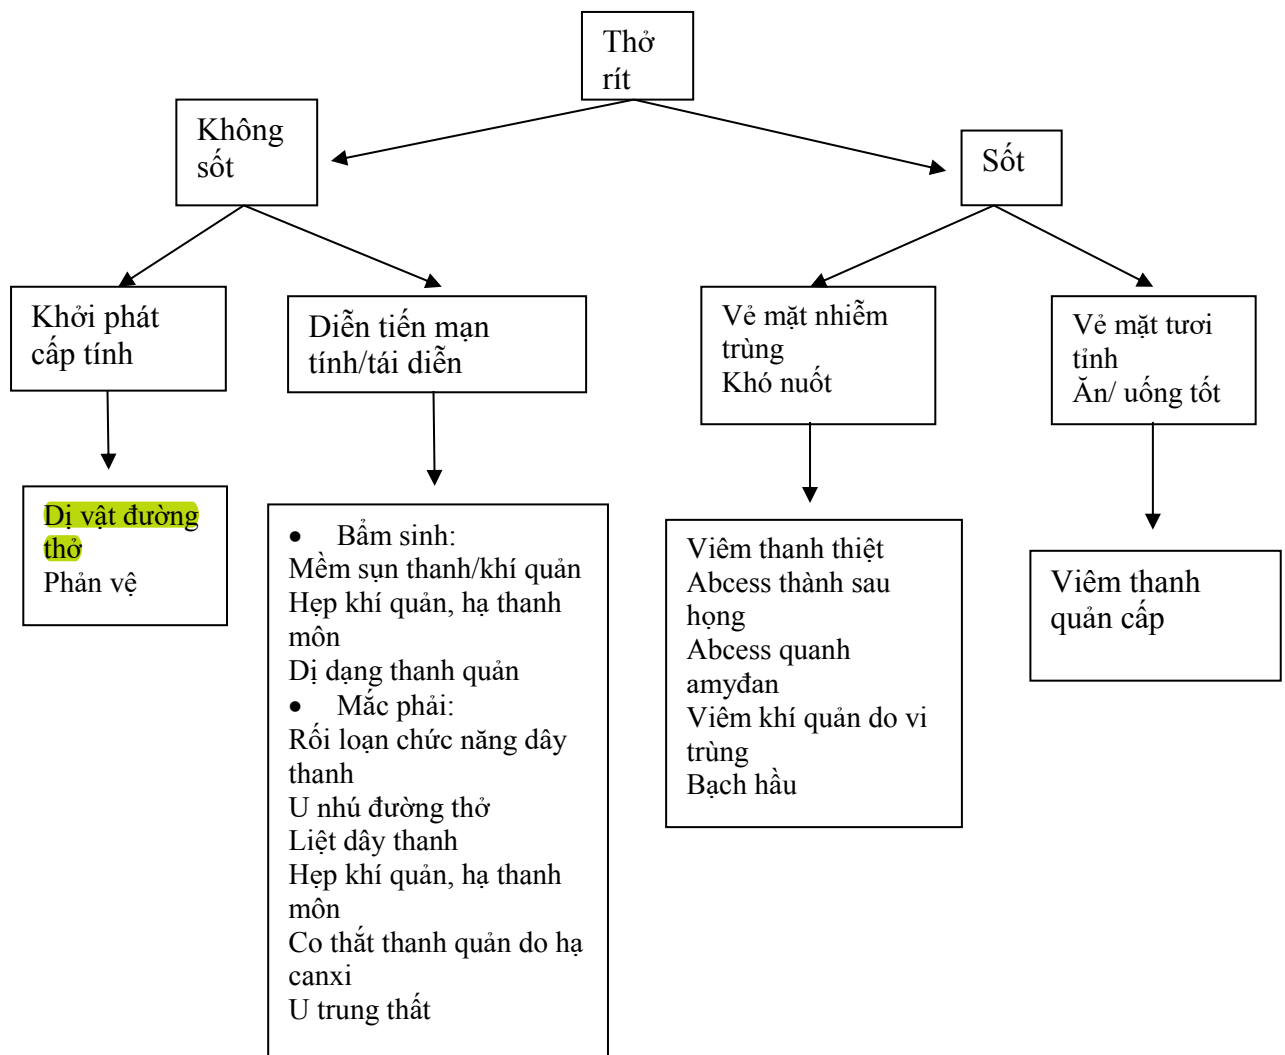 Thở
rít
Không
sốt
Sốt
Khởi phát
cấp tính
Diễn tiến mạn
tính/tái diễn
Vẻ mặt nhiễm
trùng
Khó nuốt
Vẻ mặt tươi
tỉnh
Ăn/ uống tốt
Dị vật đường
thở
Phản vệ
• Bẩm sinh:
Mềm sụn thanh/khí quản
Hẹp khí quản, hạ thanh
môn
Dị dạng thanh quản
• Mắc phải:
Rối loạn chức năng dây
thanh
U nhú đường thở
Liệt dây thanh
Hẹp khí quản, hạ thanh
môn
Co thắt thanh quản do hạ
canxi
U trung thất
Viêm thanh thiệt
Abcess thành sau
họng
Abcess quanh
amyđan
Viêm khí quản do vi
trùng
Bạch hầu
Viêm thanh
quản cấp